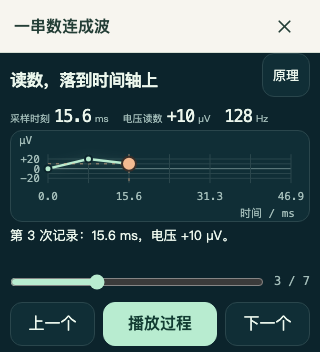 一串数连成波
读数，落到时间轴上
原理
采样时刻 15.6 ms 电压读数 +10 μV 128 Hz
μV
+20
0
−20
0.0 15.6 31.3 46.9
时间 / ms
第 3 次记录：15.6 ms，电压 +10 μV。
3 / 7
上一个 播放过程 下一个